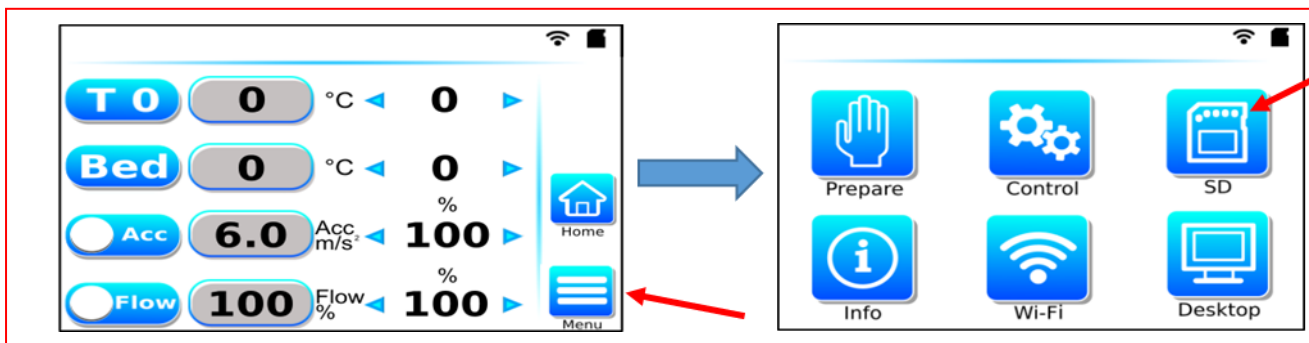 T 0 0 °C 0
Bed 0 °C 0
%
Acc 6.0 Acc m/s² 100
%
Flow 100 Flow % 100
Home
Menu
Prepare Control SD
Info Wi-Fi Desktop